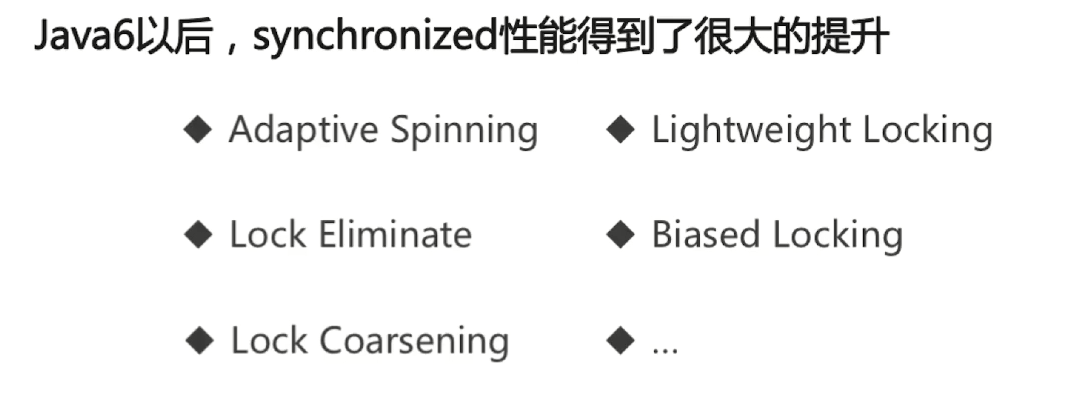 Java6以后，synchronized性能得到了很大的提升
◆ Adaptive Spinning
◆ Lightweight Locking
◆ Lock Eliminate
◆ Biased Locking
◆ Lock Coarsening
◆ ...